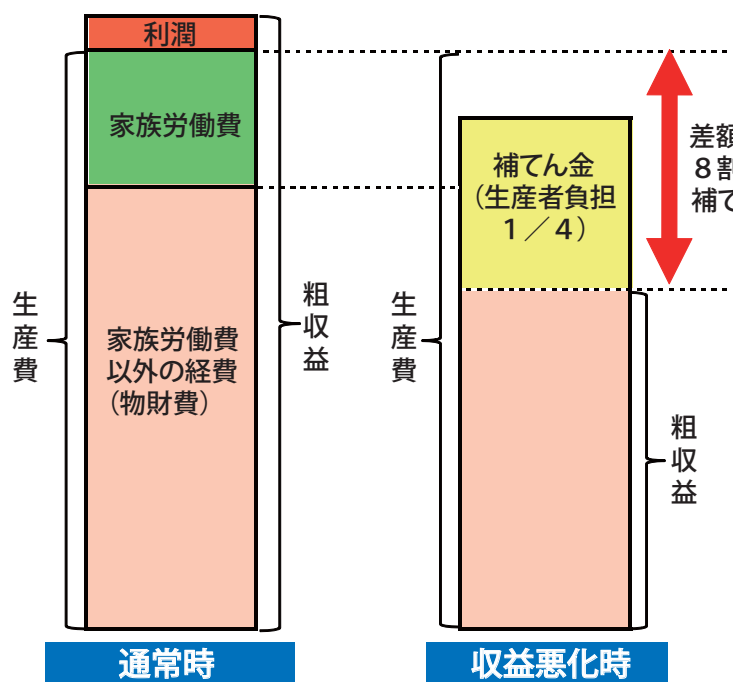 利潤
家族労働費
家族労働費
以外の経費
（物財費）
生産費
粗収益
通常時
補てん金
（生産者負担
１／４）
差額
８割
補て
生産費
粗収益
収益悪化時